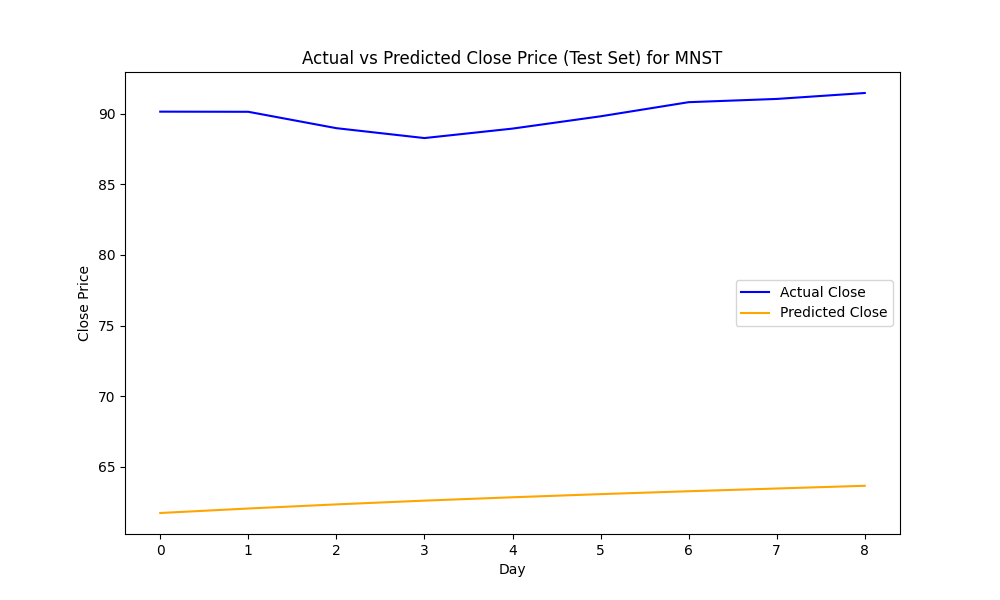 Actual vs Predicted Close Price (Test Set) for MNST
Close Price
90
85
80
75
70
65
Actual Close
Predicted Close
0 1 2 3 4 5 6 7 8
Day